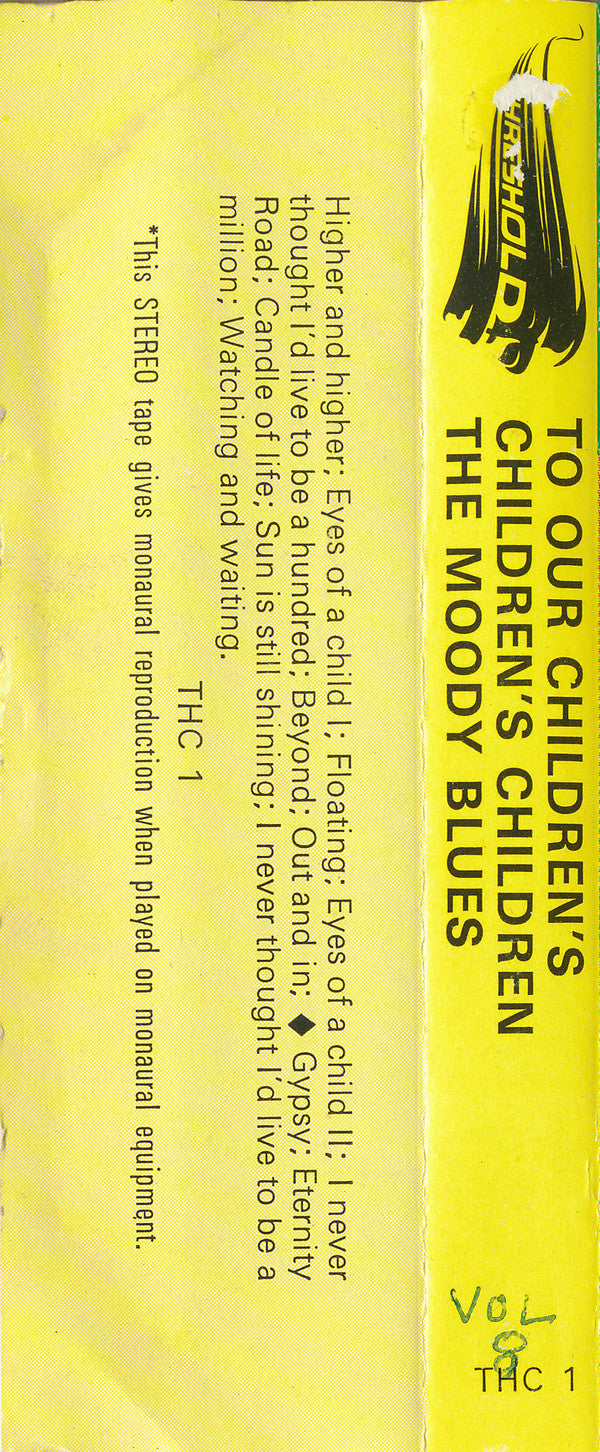 THRESHOLD
TO OUR CHILDREN'S
CHILDREN'S CHILDREN
THE MOODY BLUES
VOL
8
THC 1
Higher and higher; Eyes of a child I; Floating; Eyes of a child II; I never
thought I'd live to be a hundred; Beyond; Out and in; ◆ Gypsy; Eternity
Road; Candle of life; Sun is still shining; I never thought I'd live to be a
million; Watching and waiting.
THC 1
*This STEREO tape gives monaural reproduction when played on monaural equipment.